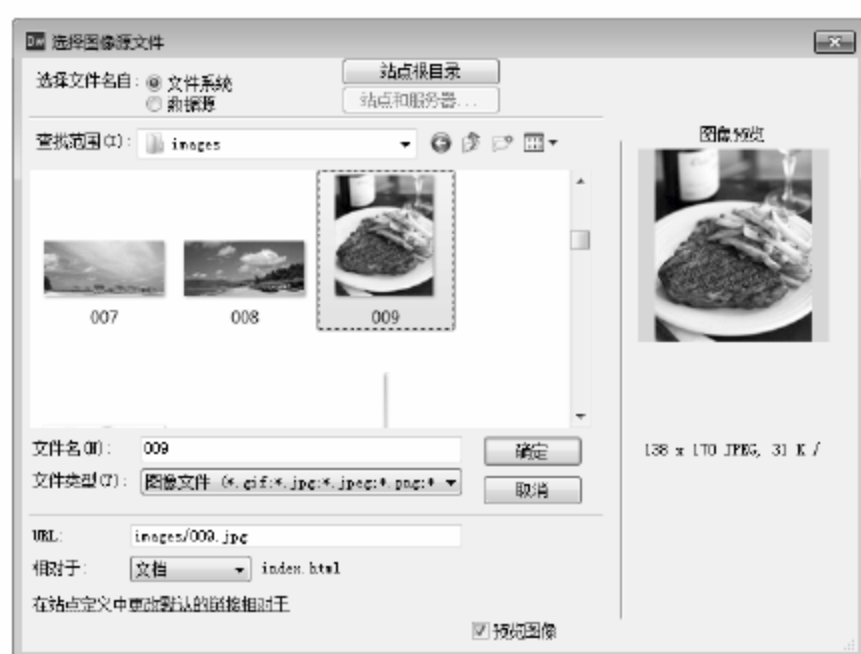 Dw 选择图像源文件
选择文件名自: 文件系统 站点根目录
数据源 站点和服务器...
查找范围(I): images
图像预览
007 008 009
文件名(N): 009 确定
138 x 170 JPEG, 31 K /
文件类型(T): 图像文件 (*.gif;*.jpg;*.jpeg;*.png;* 取消
URL: images/009.jpg
相对于: 文档 index.html
在站点定义中更改默认的链接相对于
预览图像